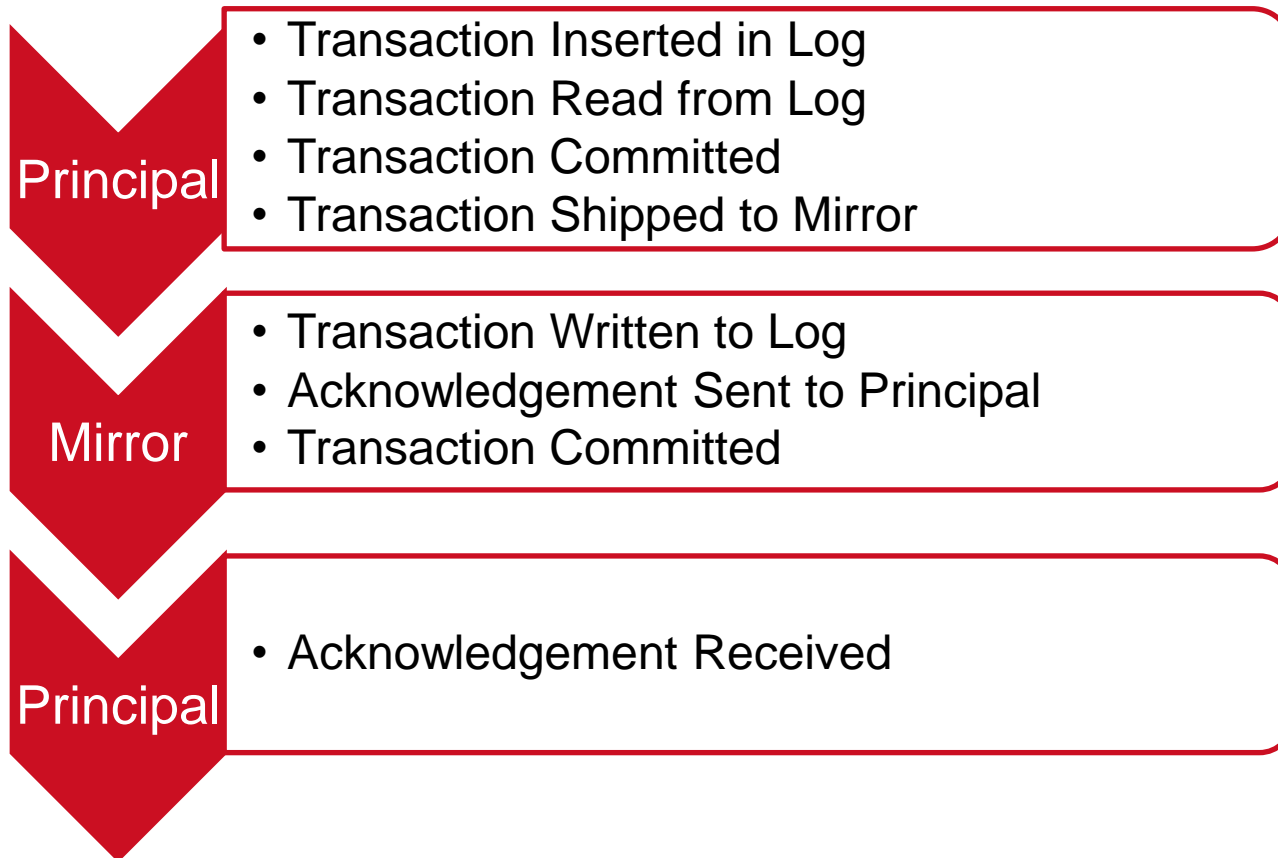 Principal
• Transaction Inserted in Log
• Transaction Read from Log
• Transaction Committed
• Transaction Shipped to Mirror
Mirror
• Transaction Written to Log
• Acknowledgement Sent to Principal
• Transaction Committed
Principal
• Acknowledgement Received